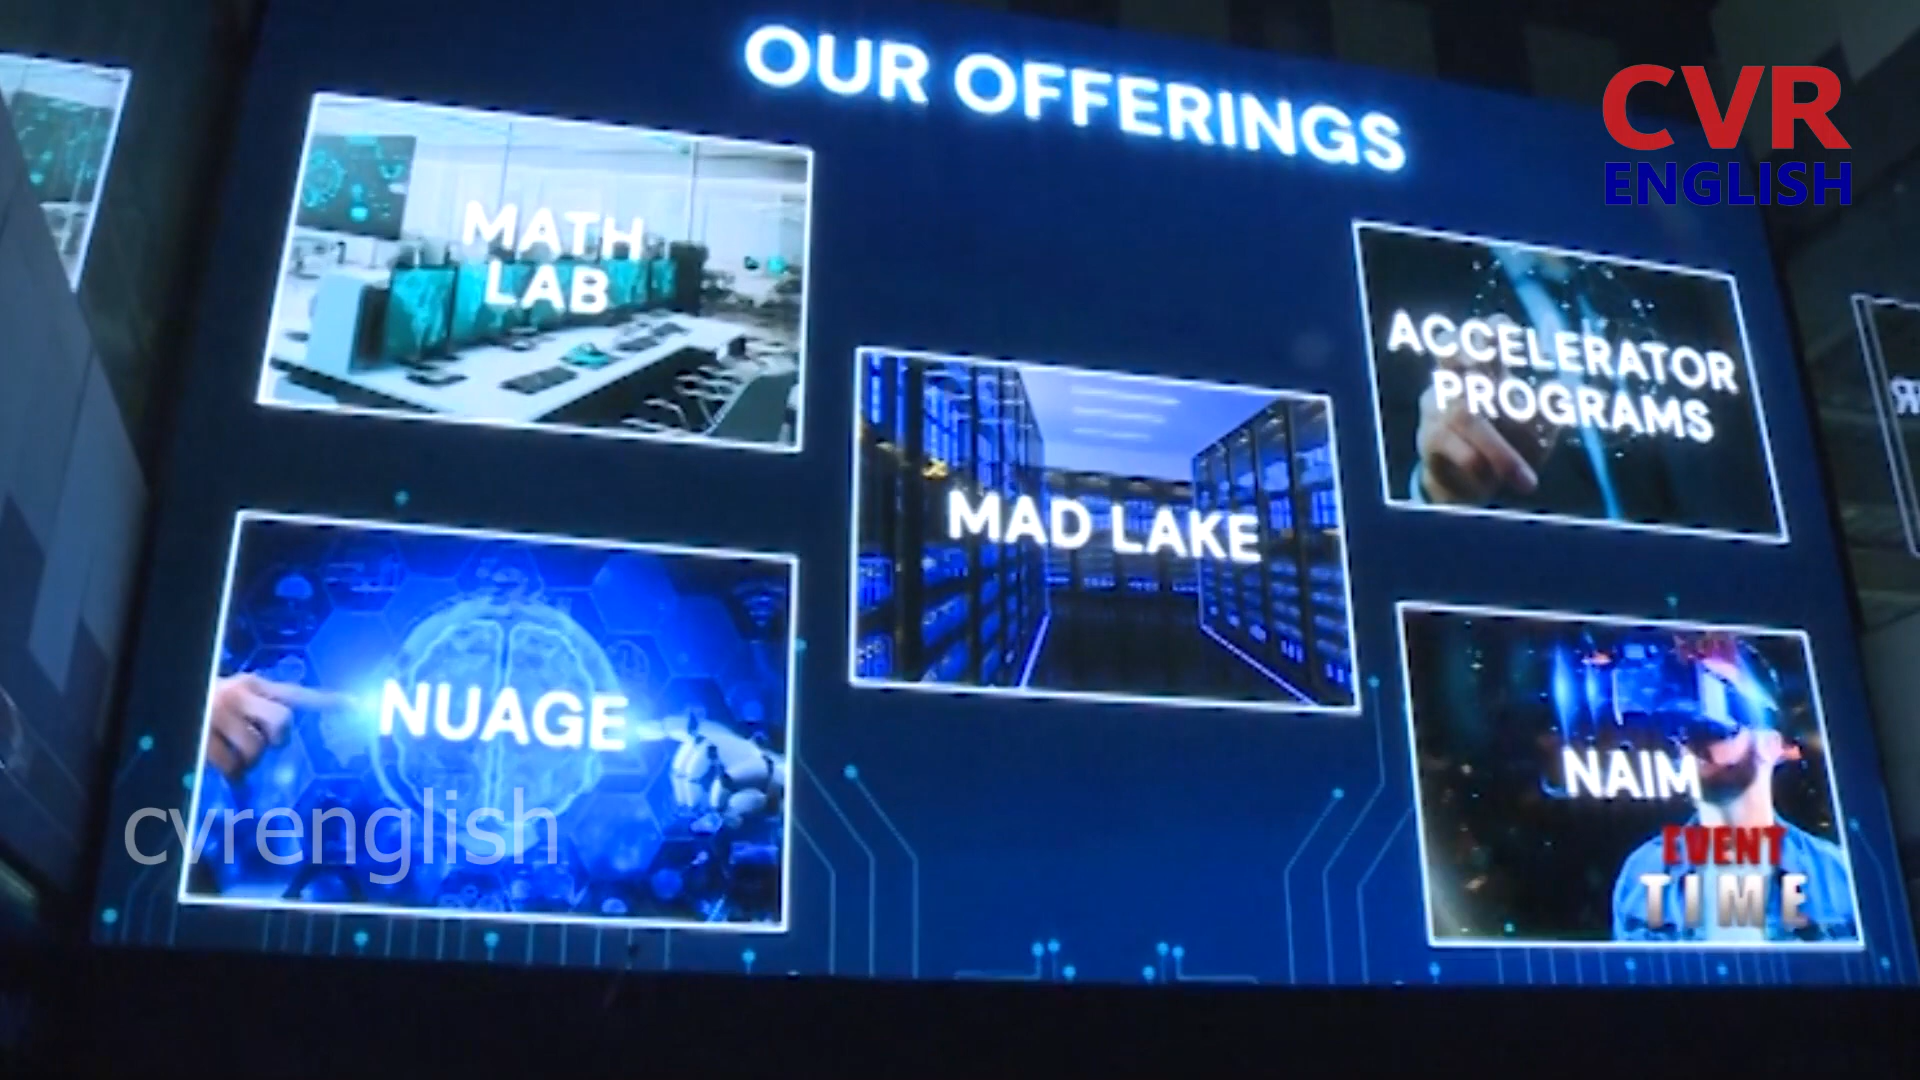 OUR OFFERINGS
CVR
ENGLISH
MATH
LAB
ACCELERATOR
PROGRAMS
MAD LAKE
NUAGE
NAIM
cvrenglish
EVENT
TIME